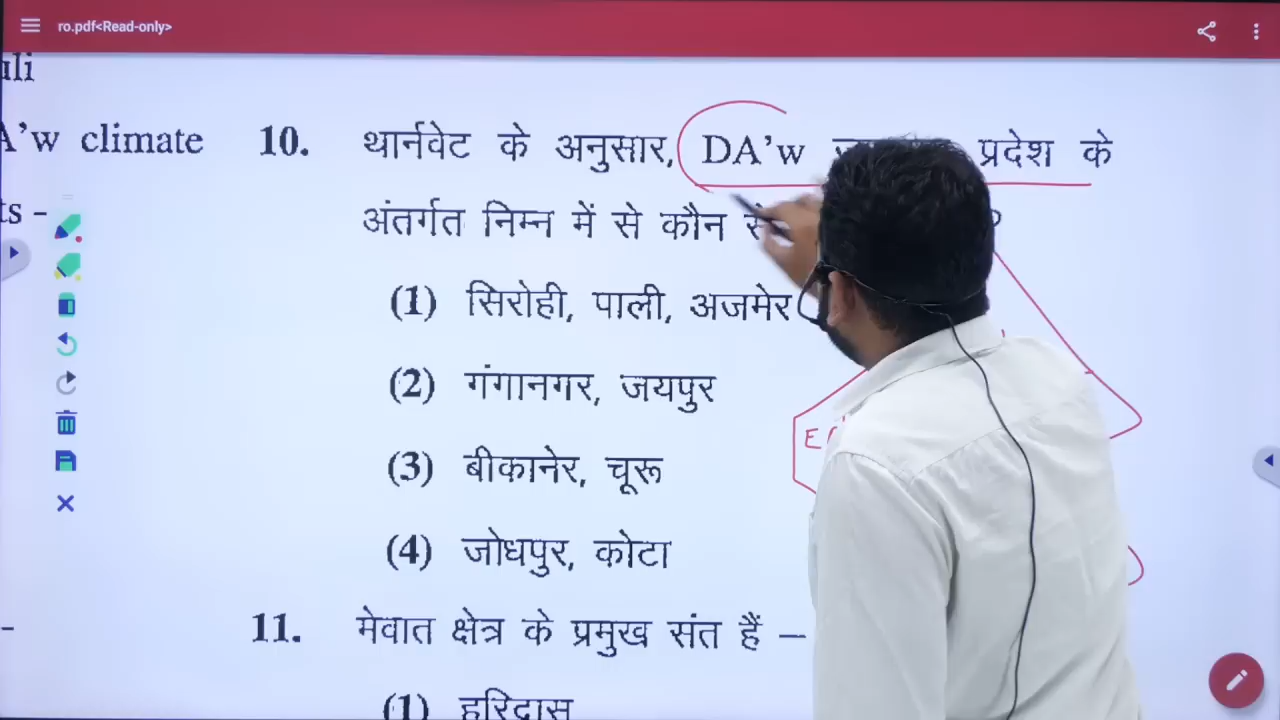 ro.pdf<Read-only>
uli
A’w climate
ts –
10. थार्नवेट के अनुसार, DA’w प्रदेश के
अंतर्गत निम्न में से कौन
(1) सिरोही, पाली, अजमेर
(2) गंगानगर, जयपुर
(3) बीकानेर, चूरू
(4) जोधपुर, कोटा
–
11. मेवात क्षेत्र के प्रमुख संत हैं –
(1) हरिदास